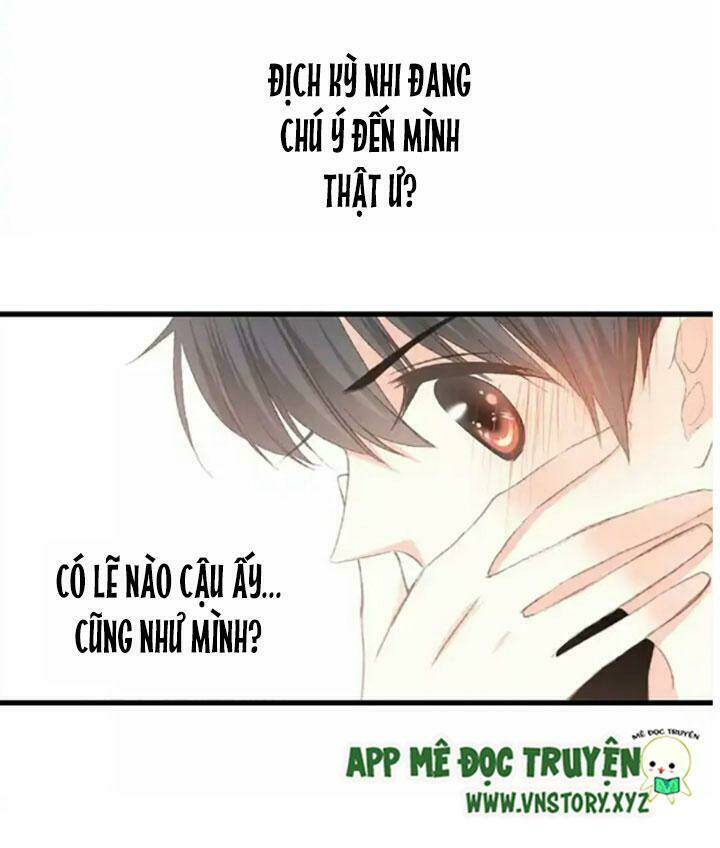 ĐỊCH KỲ NHI ĐANG
CHÚ Ý ĐẾN MÌNH
THẬT Ư?
CÓ LẼ NÀO CẬU ẤY...
CŨNG NHƯ MÌNH?
MÊ ĐỌC TRUYỆN
APP MÊ ĐỌC TRUYỆN
WWW.VNSTORY.XYZ